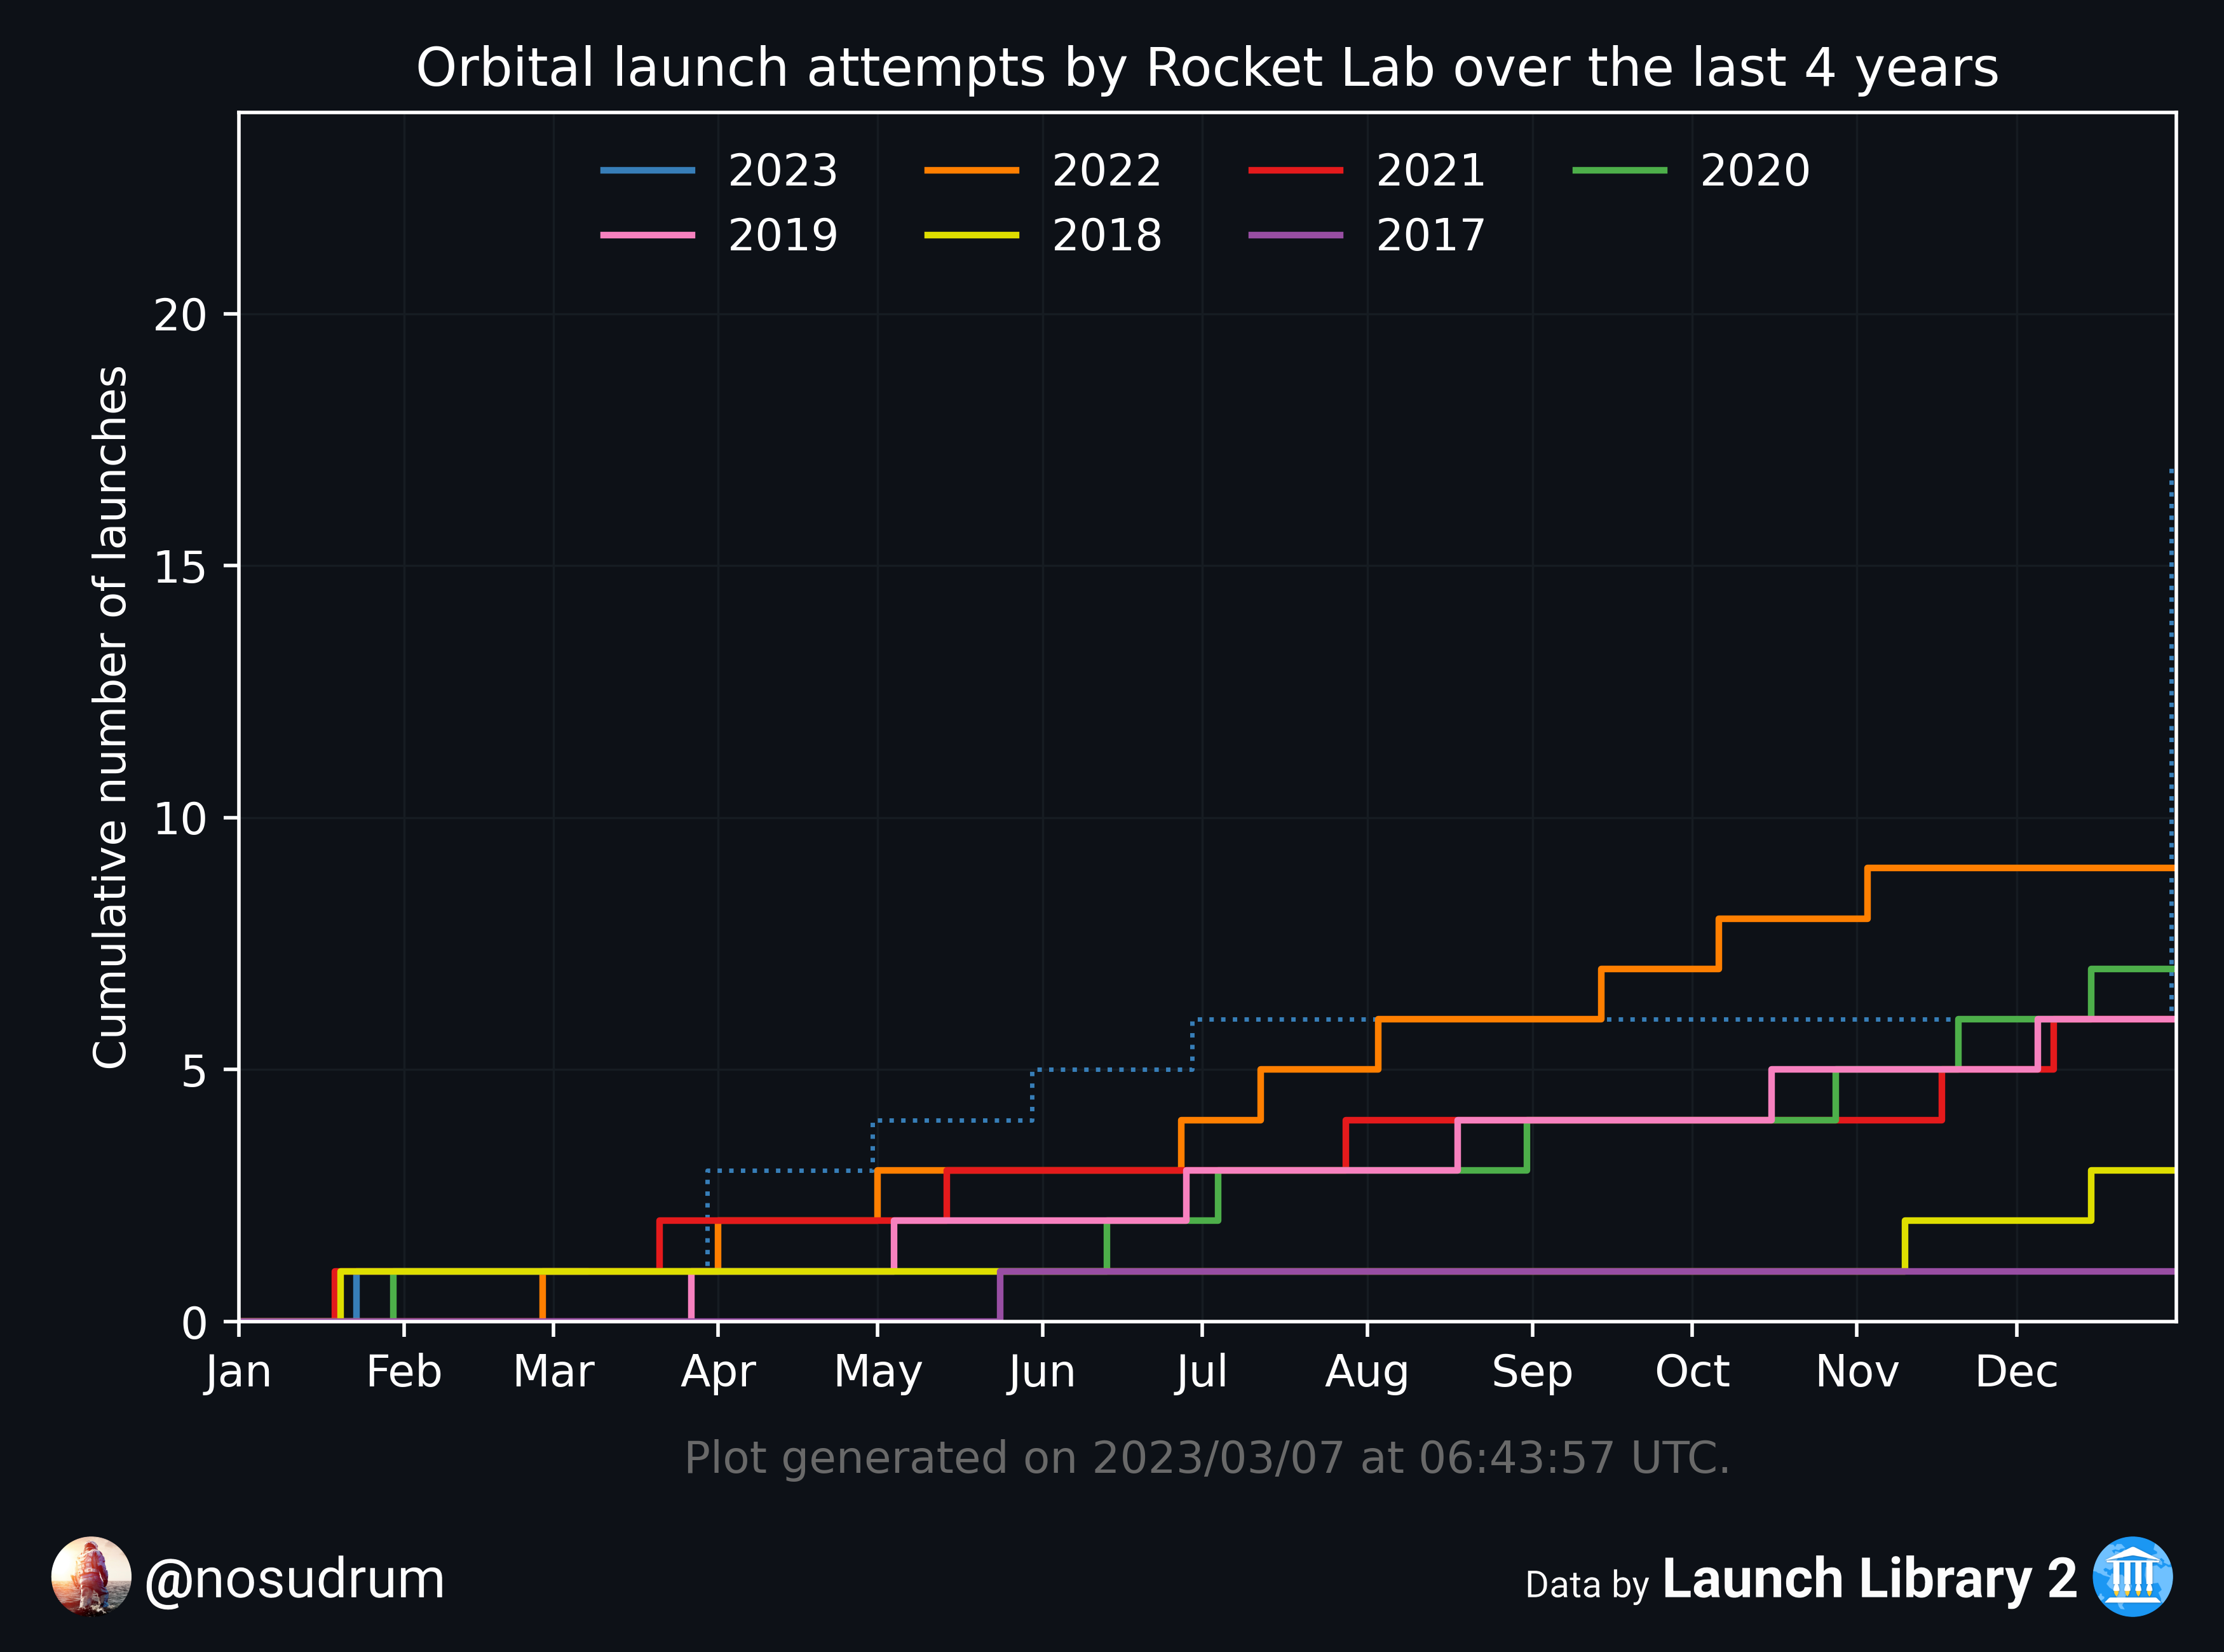 Orbital launch attempts by Rocket Lab over the last 4 years
2023 2022 2021 2020
2019 2018 2017
Cumulative number of launches
20
15
10
5
0
Jan Feb Mar Apr May Jun Jul Aug Sep Oct Nov Dec
Plot generated on 2023/03/07 at 06:43:57 UTC.
@nosudrum
Data by Launch Library 2